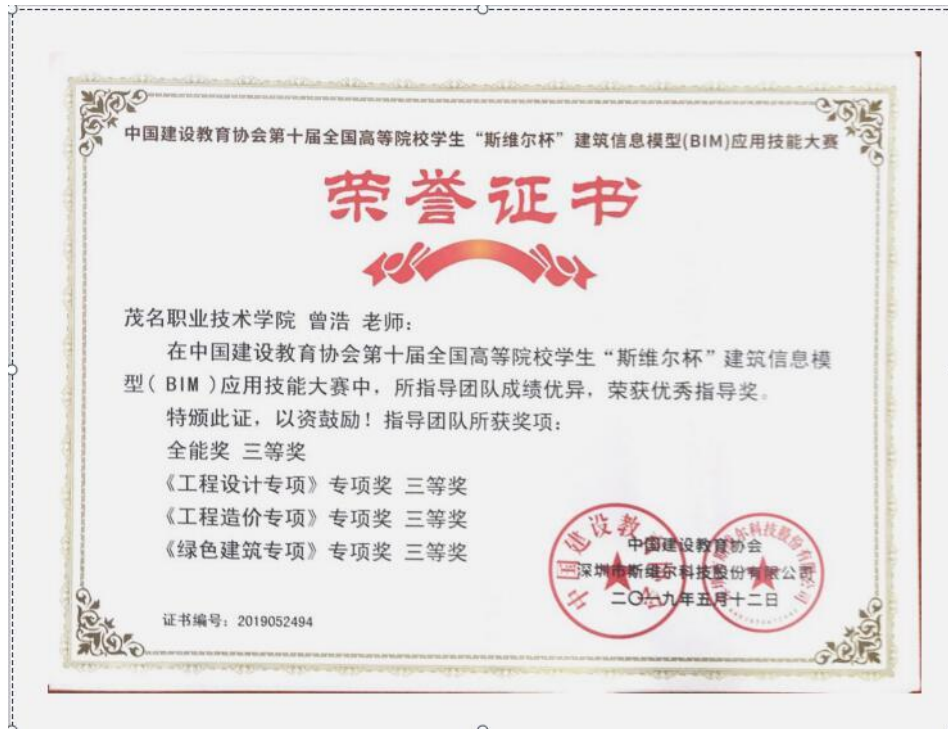 中国建设教育协会第十届全国高等院校学生“斯维尔杯”建筑信息模型(BIM)应用技能大赛
荣誉证书
茂名职业技术学院 曾浩 老师：
在中国建设教育协会第十届全国高等院校学生“斯维尔杯”建筑信息模
型( BIM )应用技能大赛中，所指导团队成绩优异，荣获优秀指导奖。
特颁此证，以资鼓励！指导团队所获奖项：
全能奖 三等奖
《工程设计专项》专项奖 三等奖
《工程造价专项》专项奖 三等奖
《绿色建筑专项》专项奖 三等奖
中国建设教育协会
深圳市斯维尔科技股份有限公司
二〇一九年五月十二日
证书编号：2019052494